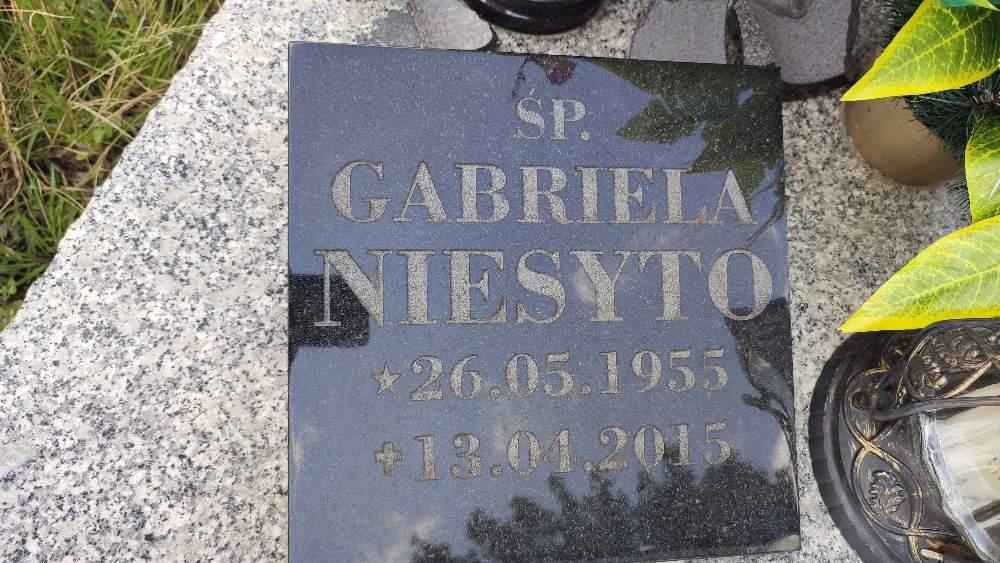 ŚP.
GABRIELA
NIESYTO
★26.05.1955
✝13.04.2015